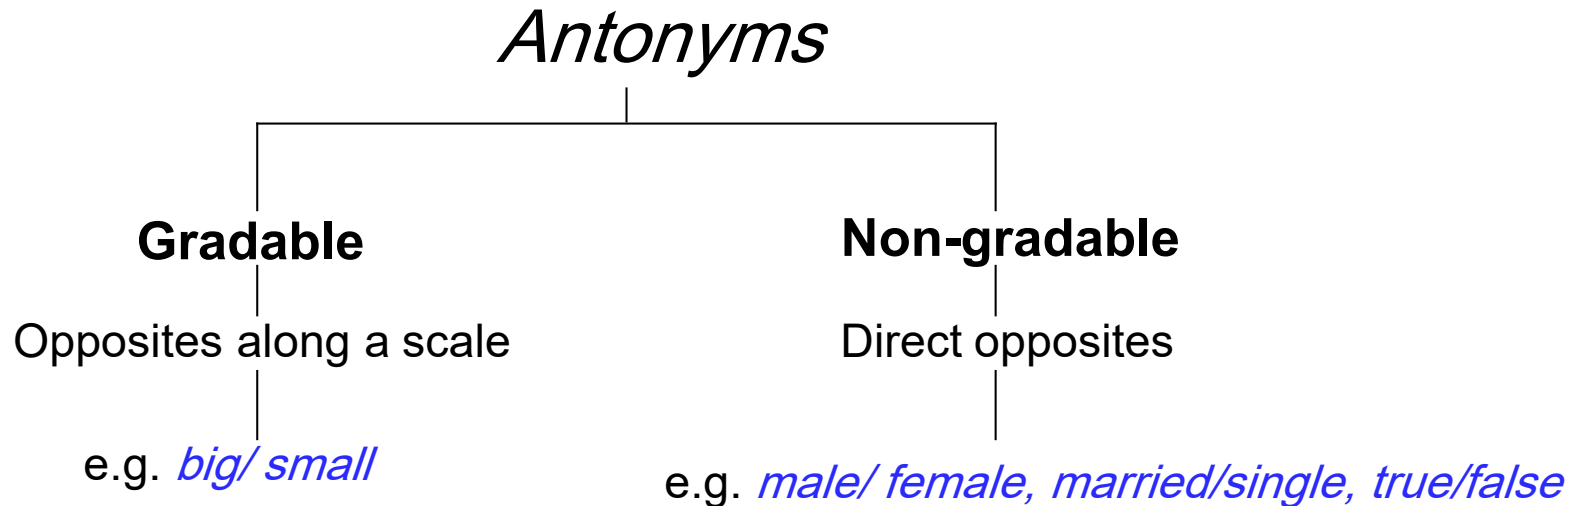 Antonyms
Gradable
Non-gradable
Opposites along a scale
Direct opposites
e.g. big/ small
e.g. male/ female, married/single, true/false